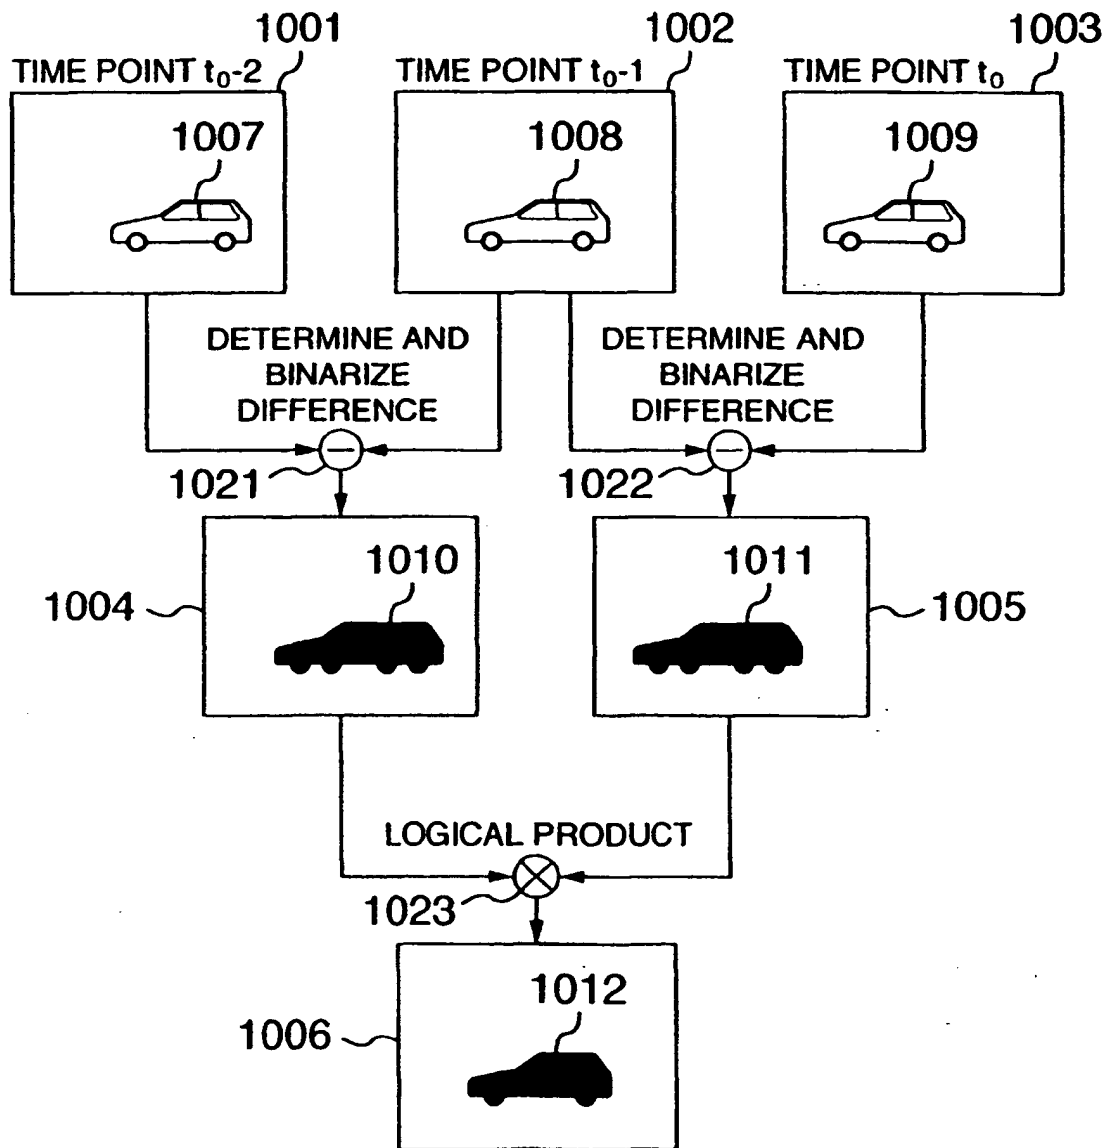 1001
1002
1003
TIME POINT t₀-2
TIME POINT t₀-1
TIME POINT t₀
1007
1008
1009
DETERMINE AND
BINARIZE
DIFFERENCE
DETERMINE AND
BINARIZE
DIFFERENCE
1021
1022
1010
1011
1004
1005
LOGICAL PRODUCT
1023
1012
1006